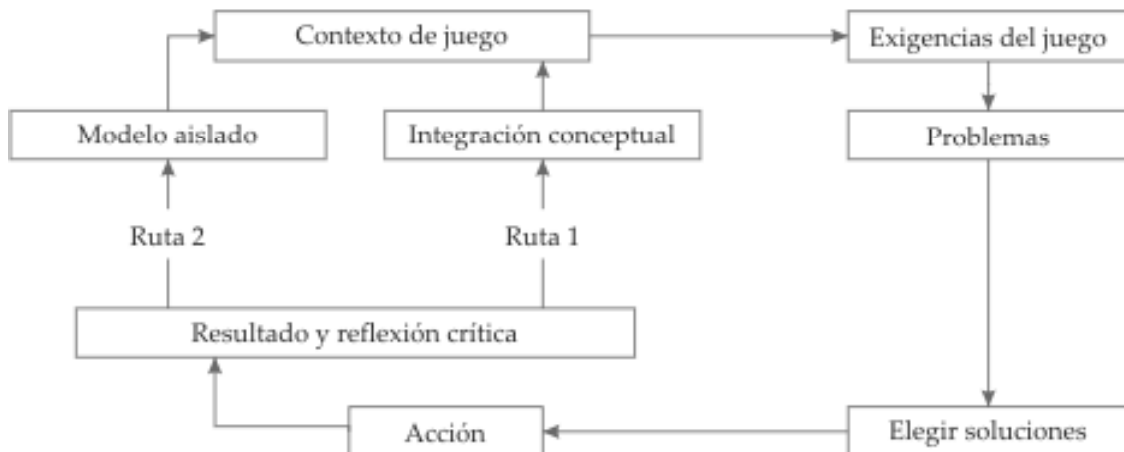 Contexto de juego
Exigencias del juego
Modelo aislado
Integración conceptual
Problemas
Ruta 2
Ruta 1
Resultado y reflexión crítica
Acción
Elegir soluciones